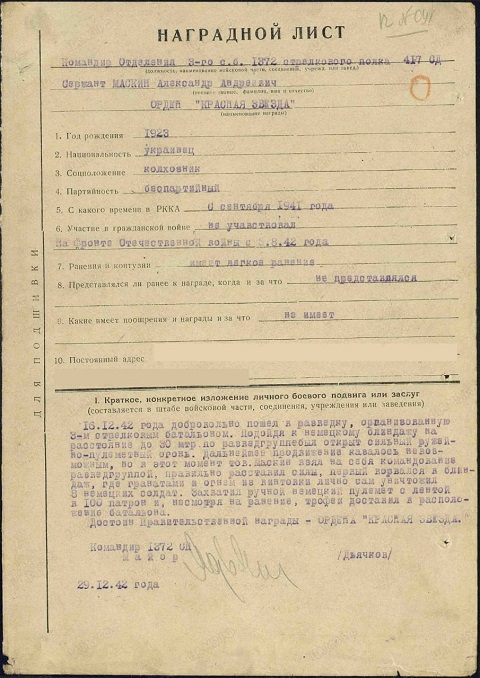 НАГРАДНОЙ ЛИСТ
Командир Отделения 3-го с.б. 1372 стрелкового полка 417 СД
(должность, наименование войсковой части, соединения, учрежд. или завед.)
Сержант МАСКИН Александр Андреевич
(военное звание, фамилия, имя и отчество)
ОРДЕН "КРАСНАЯ ЗВЕЗДА"
(наименование награды)
1. Год рождения 1923
2. Национальность украинец
3. Соцположение колхозник
4. Партийность беспартийный
5. С какого времени в РККА 6 сентября 1941 года
6. Участие в гражданской войне не участвовал
На фронте Отечественной войны с .8.42 года
7. Ранения и контузии имеет легкое ранение
8. Представлялся ли ранее к награде, когда и за что не представлялся
9. Какие имеет поощрения и награды и за что не имеет
10. Постоянный адрес
ДЛЯ ПОДШИВКИ
I. Краткое, конкретное изложение личного боевого подвига или заслуг
(составляется в штабе войсковой части, соединения, учреждения или заведения)
16.12.42 года добровольно пошел в разведку, организованную
3-и стрелковым батальоном. Подойдя к немецкому блиндажу на
расстояние до 30 мтр по разведгруппебыл открыт сильный ружей-
но-пулеметный огонь. Дальнейшее продвижение казалось невоз-
можным, но в этот момент тов.Маскин взял на себя командование
разведгруппой, правильно расставил силы, первый ворвался в блин-
даж, где гранатами и огнем из винтовки лично сам уничтожил
3 немецких солдат. Захватил ручной немецкий пулемет с лентой
в 100 патрон и, несмотря на ранение, трофеи доставил в располо-
жение батальона.
Достоин Правительственной награды - ОРДЕНА "КРАСНАЯ ЗВЕЗДА."
Командир 1372 СП
Майор /Дьячков/
29.12.42 года